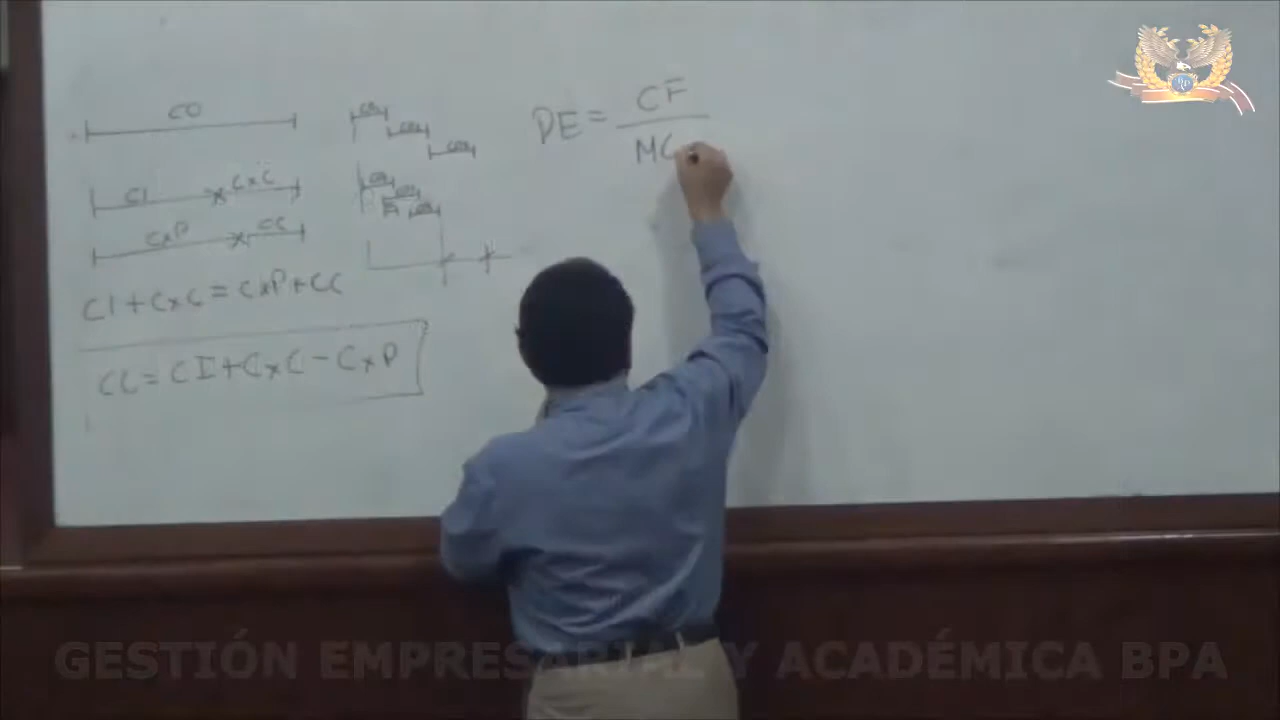 CO
CI CxC
CxP CC
CI + CxC = CxP + CC
CC = CI + CxC - CxP
PE = CF
MC
GESTIÓN EMPRESARIAL Y ACADÉMICA BPA